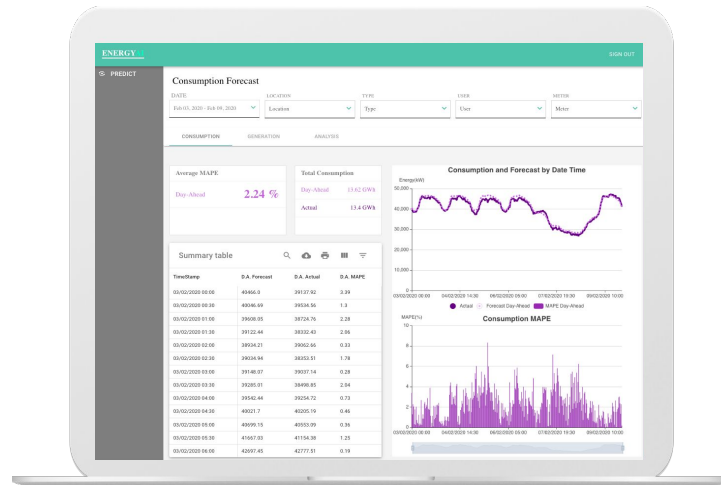 ENERGYAI
SIGN OUT
PREDICT
Consumption Forecast
DATE LOCATION TYPE USER METER
Feb 03, 2020 - Feb 09, 2020 Location Type User Meter
CONSUMPTION GENERATION ANALYSIS
Average MAPE
Day-Ahead 2.24 %
Total Consumption
Day-Ahead 13.62 GWh
Actual 13.4 GWh
Summary table
TimeStamp D.A. Forecast D.A. Actual D.A. MAPE
03/02/2020 00:00 40466.0 39137.92 3.39
03/02/2020 00:30 40046.69 39534.56 1.3
03/02/2020 01:00 39608.05 38724.76 2.28
03/02/2020 01:30 39122.44 38332.43 2.06
03/02/2020 02:00 38934.21 39062.66 0.33
03/02/2020 02:30 39034.94 38353.51 1.78
03/02/2020 03:00 39148.07 39037.14 0.28
03/02/2020 03:30 39285.01 38498.85 2.04
03/02/2020 04:00 39542.44 39254.72 0.73
03/02/2020 04:30 40021.7 40205.19 0.46
03/02/2020 05:00 40699.15 40553.09 0.36
03/02/2020 05:30 41667.03 41154.38 1.25
03/02/2020 06:00 42697.45 42777.51 0.19
Consumption and Forecast by Date Time
Energy(kW)
50,000
40,000
30,000
20,000
10,000
0
03/02/2020 00:00 04/02/2020 14:30 06/02/2020 05:00 07/02/2020 19:30 09/02/2020 10:00
Actual Forecast Day-Ahead MAPE Day-Ahead
MAPE(%)
Consumption MAPE
10
8
6
4
2
0
03/02/2020 00:00 04/02/2020 14:30 06/02/2020 05:00 07/02/2020 19:30 09/02/2020 10:00